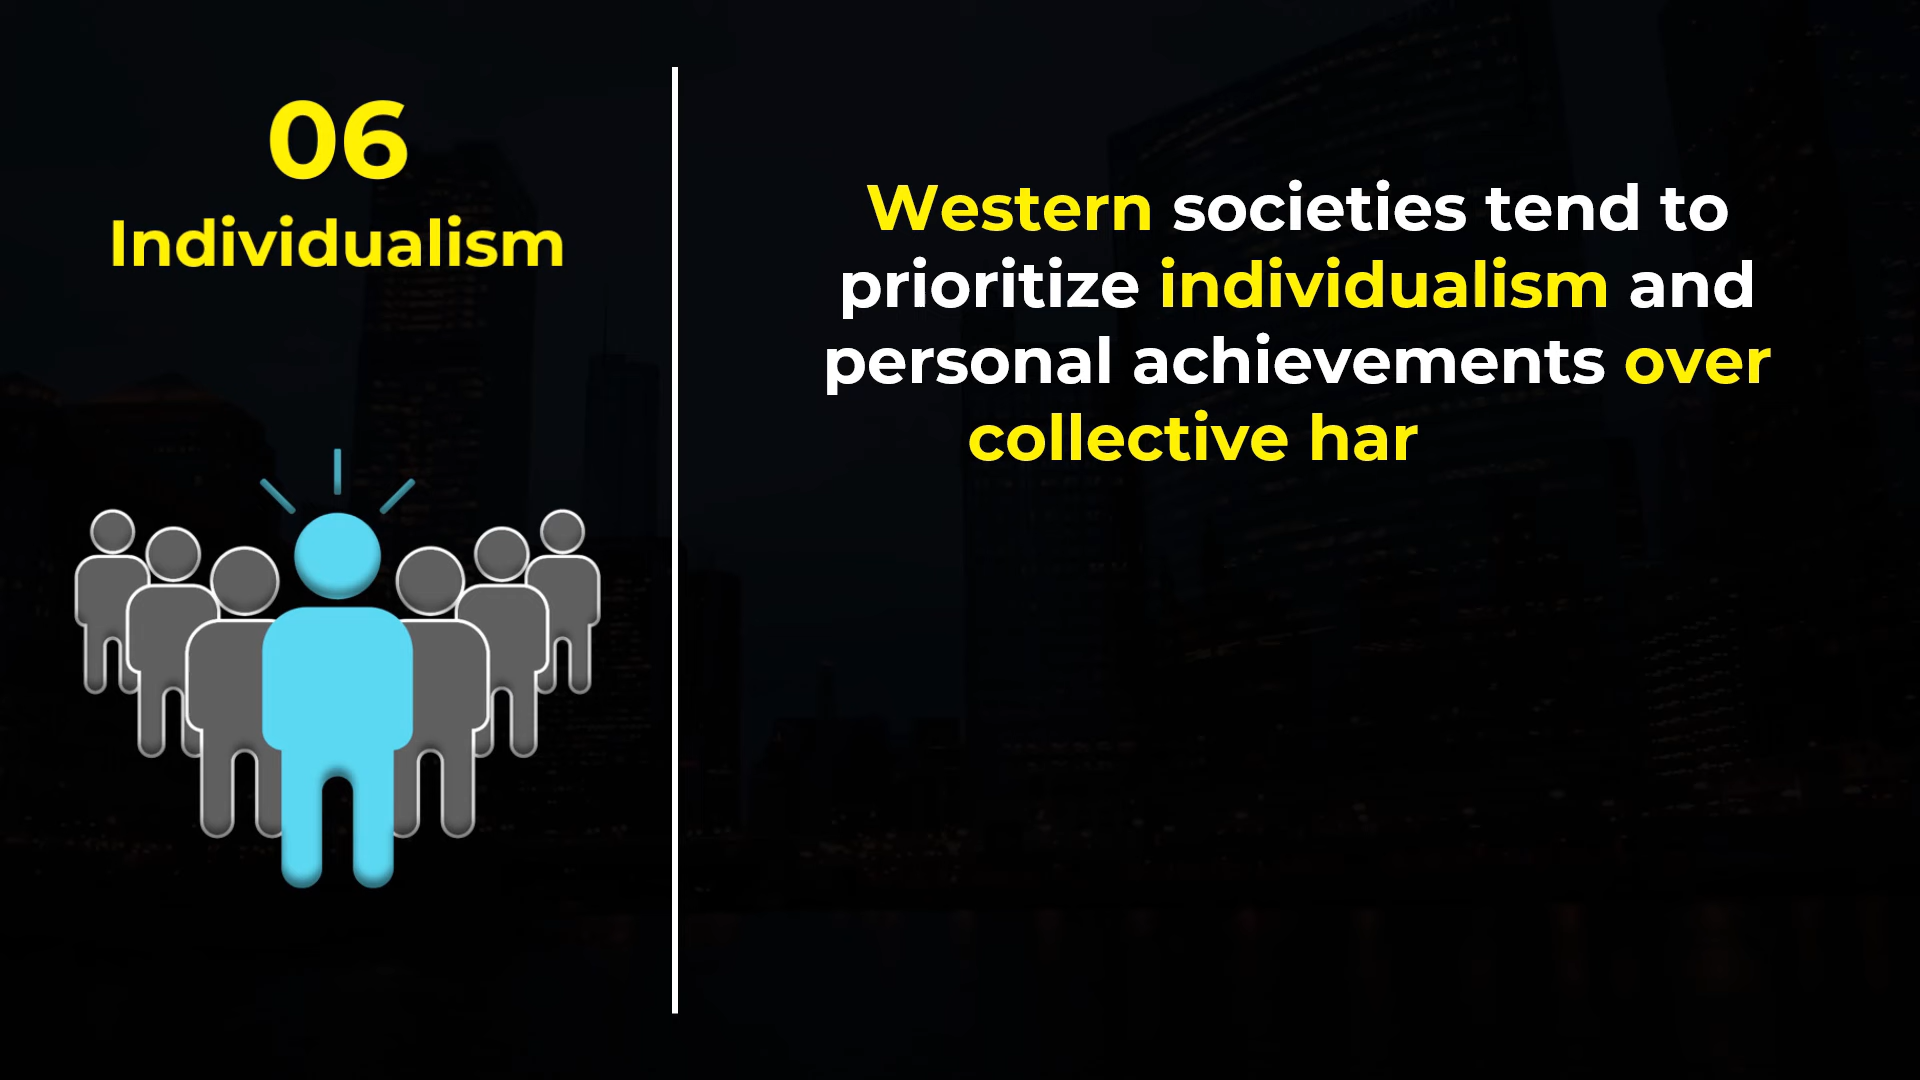 06
Individualism
Western societies tend to
prioritize individualism and
personal achievements over
collective har